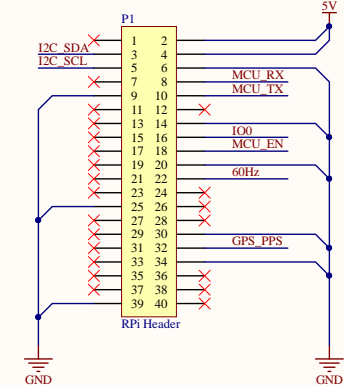 5V
P1
1 2
I2C_SDA 3 4
I2C_SCL 5 6
7 8 MCU_RX
9 10 MCU_TX
11 12
13 14
15 16 IO0
17 18 MCU_EN
19 20
21 22 60Hz
23 24
25 26
27 28
29 30
31 32 GPS_PPS
33 34
35 36
37 38
39 40
RPi Header
GND GND